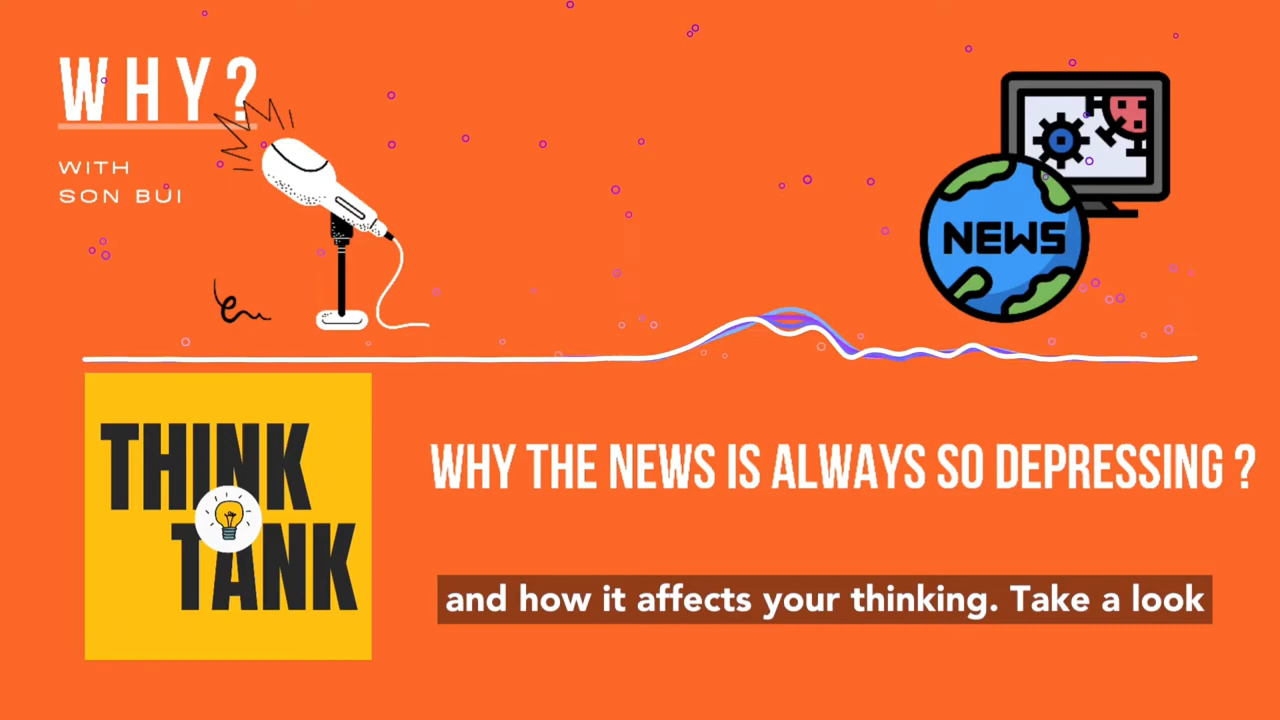 WHY?
WITH
SON BUI
NEWS
THINK
TANK
WHY THE NEWS IS ALWAYS SO DEPRESSING ?
and how it affects your thinking. Take a look